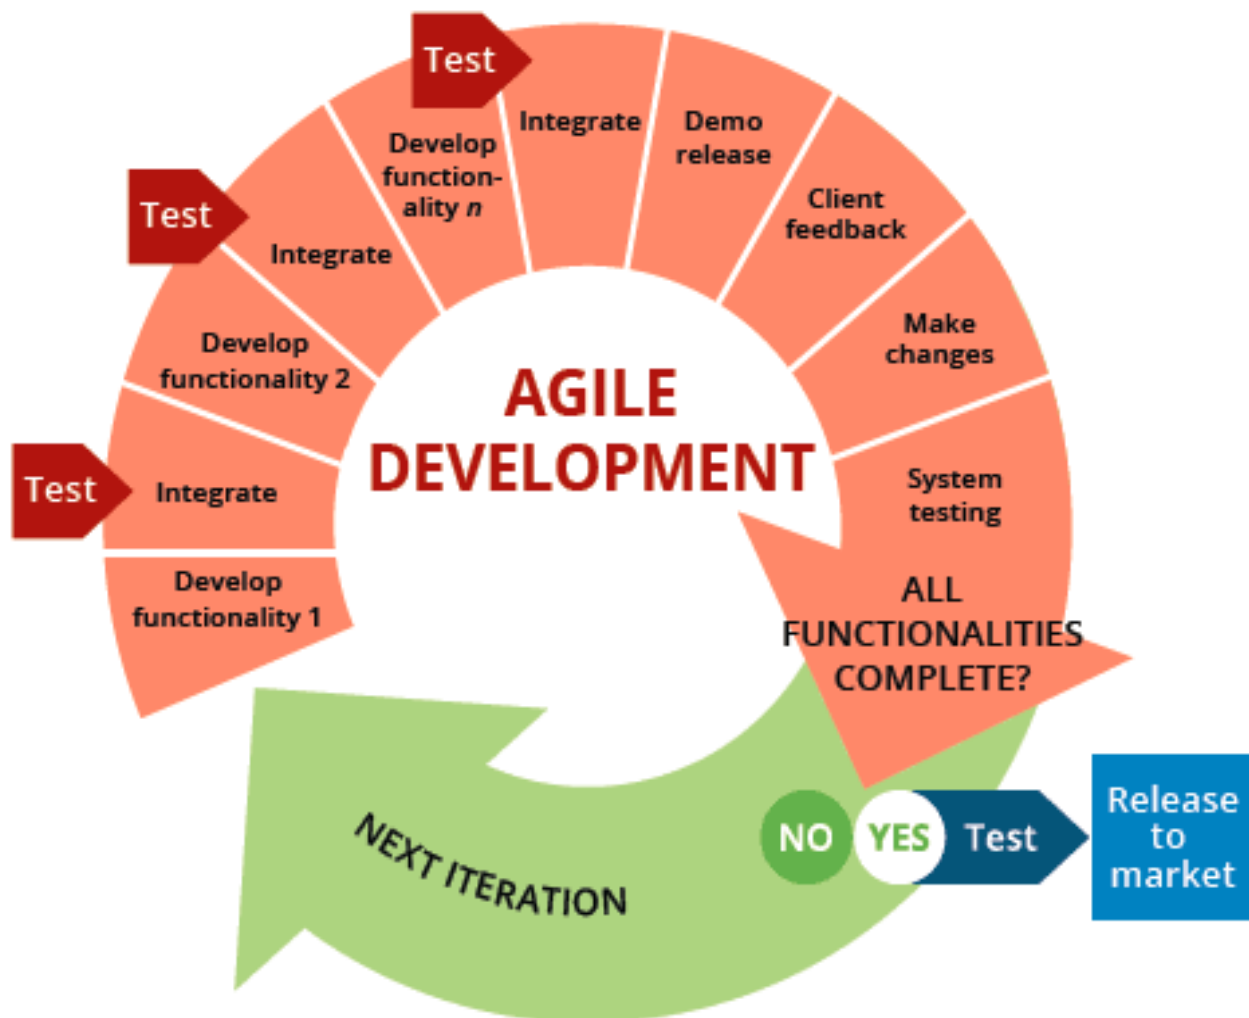 Test
Integrate
Demo
release
Develop
function-
ality n
Client
feedback
Test
Integrate
Make
changes
Develop
functionality 2
AGILE
DEVELOPMENT
Test
Integrate
System
testing
Develop
functionality 1
ALL
FUNCTIONALITIES
COMPLETE?
NO
YES
Test
Release
to
market
NEXT ITERATION